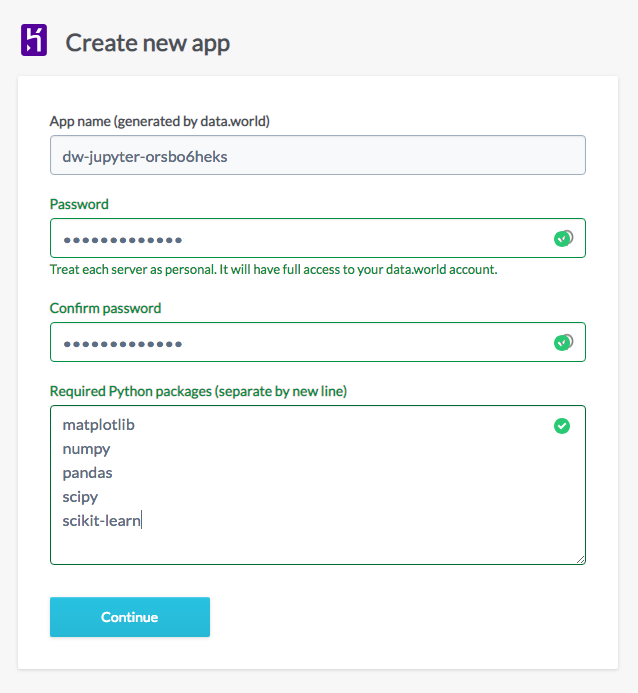 Create new app
App name (generated by data.world)
dw-jupyter-orsbo6heks
Password
•••••••••••••
Treat each server as personal. It will have full access to your data.world account.
Confirm password
•••••••••••••
Required Python packages (separate by new line)
matplotlib
numpy
pandas
scipy
scikit-learn
Continue